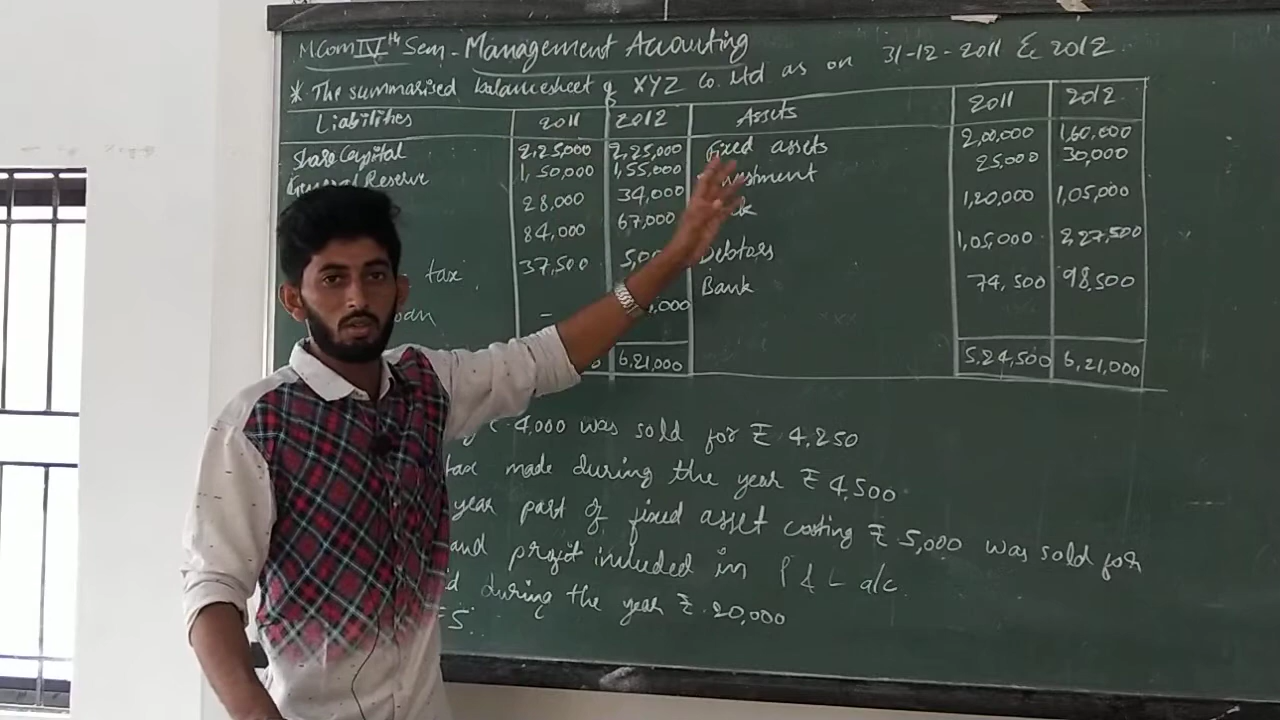 MCom IVth Sem - Management Accounting
* The summarised balancesheet of XYZ Co. Ltd as on 31-12-2011 & 2012
Liabilities 2011 2012 Assets 2011 2012
Share Capital 2,25,000 2,25,000 Fixed assets 2,00,000 1,60,000
General Reserve 1,50,000 1,55,000 25,000 30,000
28,000 34,000 1,20,000 1,05,000
84,000 67,000 Debtors 1,05,000 2,27,500
tax 37,500 Bank 74,500 98,500
-
6,21,000 5,24,500 6,21,000
4,000 was sold for ₹ 4,250
tax made during the year ₹ 4,500
year part of fixed asset costing ₹ 5,000 was sold for
and profit included in P & L a/c.
during the year ₹ 20,000